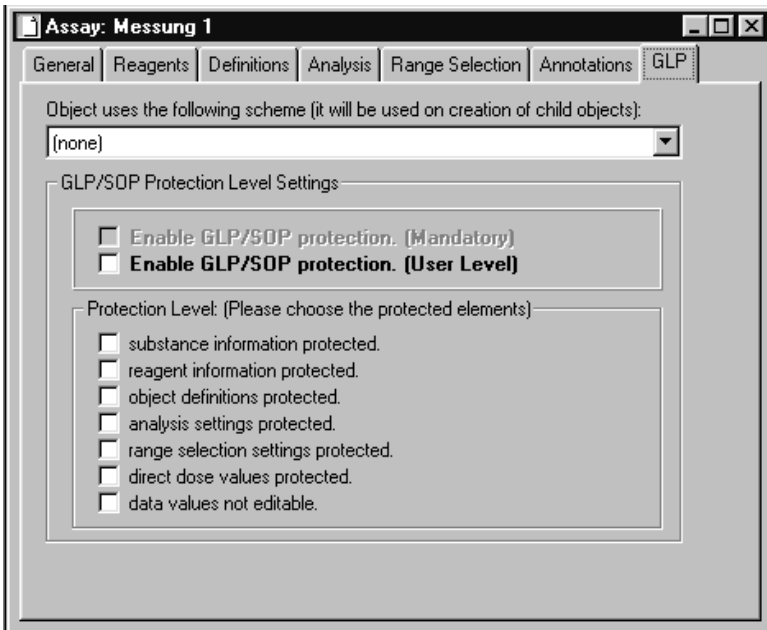 Assay: Messung 1
General Reagents Definitions Analysis Range Selection Annotations GLP
Object uses the following scheme (it will be used on creation of child objects):
(none)
GLP/SOP Protection Level Settings
Enable GLP/SOP protection. (Mandatory)
Enable GLP/SOP protection. (User Level)
Protection Level: (Please choose the protected elements)
substance information protected.
reagent information protected.
object definitions protected.
analysis settings protected.
range selection settings protected.
direct dose values protected.
data values not editable.